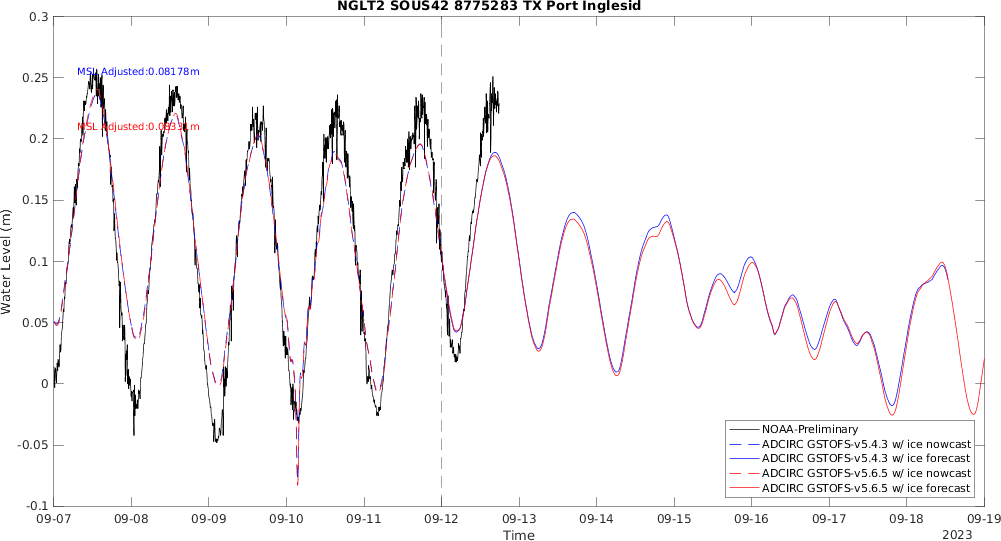 NGLT2 SOUS42 8775283 TX Port Inglesid
0.3
0.25
0.2
0.15
0.1
0.05
0
-0.05
-0.1
Water Level (m)
MSL Adjusted:0.08178m
MSL Adjusted:
09-07
09-08
09-09
09-10
09-11
09-12
09-13
09-14
09-15
09-16
09-17
09-18
09-19
Time
2023
NOAA-Preliminary
ADCIRC GSTOFS-v5.4.3 w/ ice nowcast
ADCIRC GSTOFS-v5.4.3 w/ ice forecast
ADCIRC GSTOFS-v5.6.5 w/ ice nowcast
ADCIRC GSTOFS-v5.6.5 w/ ice forecast